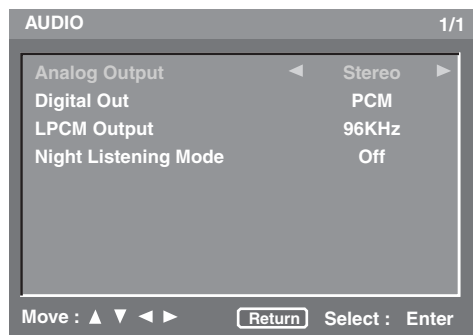 AUDIO 1/1
Analog Output ◄ Stereo ►
Digital Out PCM
LPCM Output 96KHz
Night Listening Mode Off
Move : ▲ ▼ ◄ ► Return Select : Enter